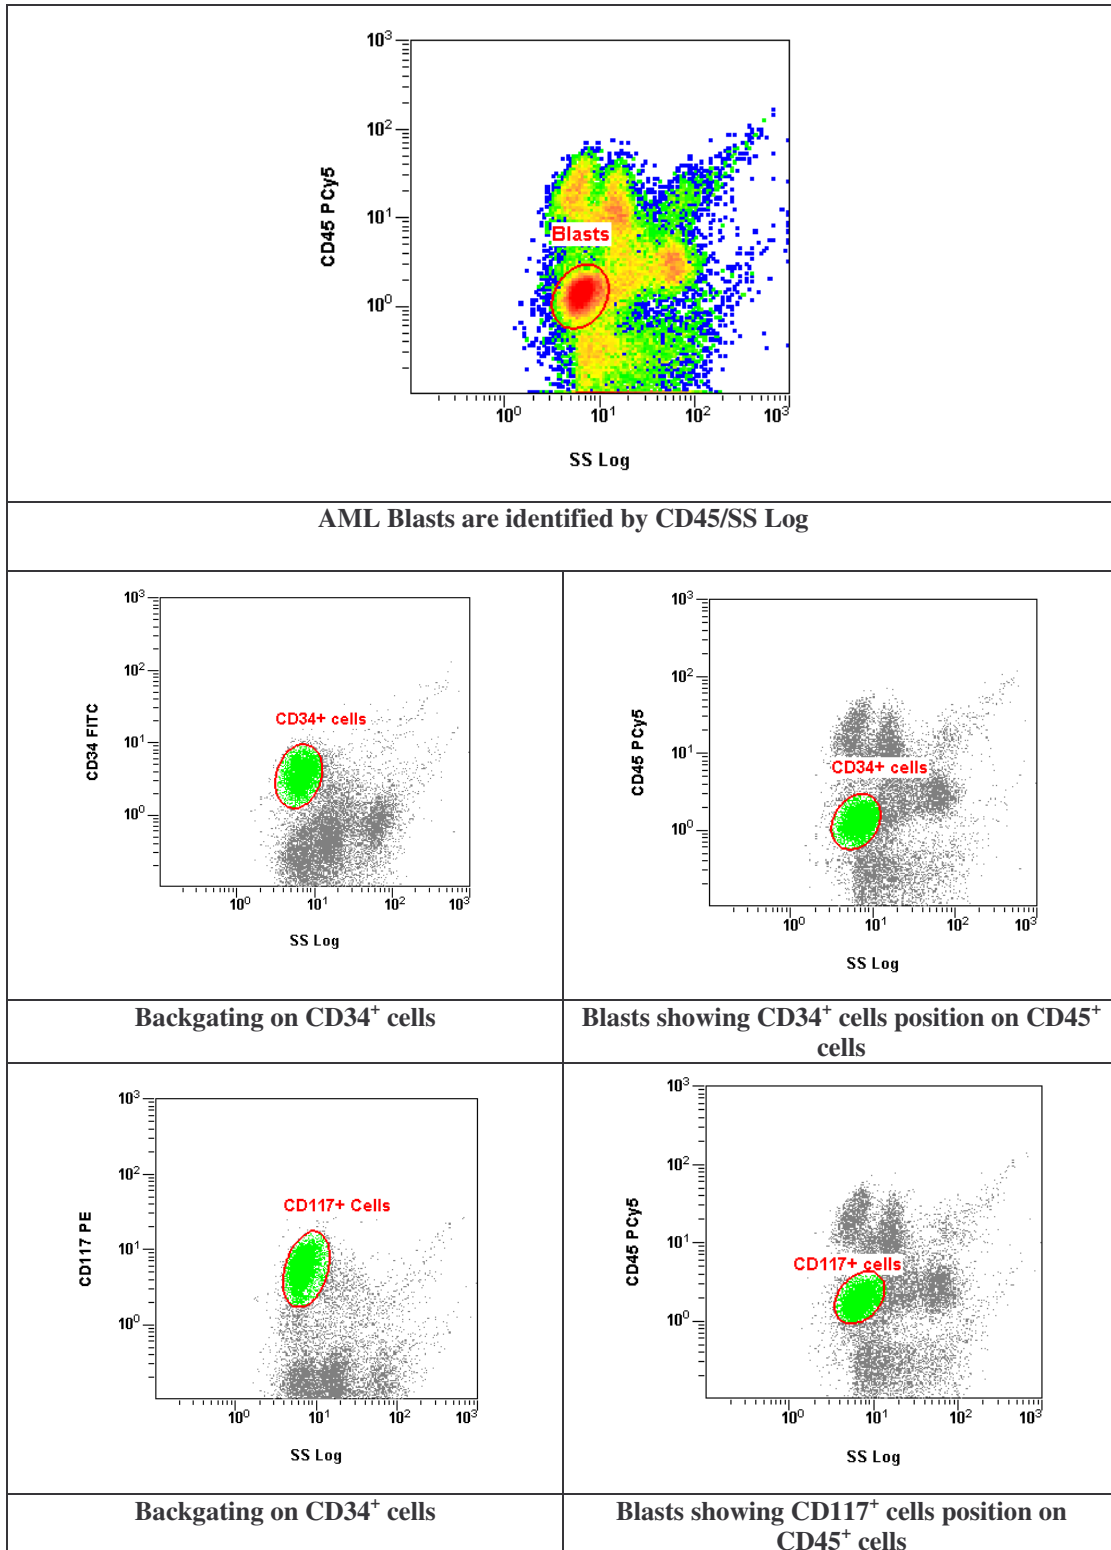 10³
10²
10¹
10⁰
CD45 PCy5
Blasts
10⁰ 10¹ 10² 10³
SS Log
AML Blasts are identified by CD45/SS Log
10³
10²
10¹
10⁰
CD34 FITC
CD34+ cells
10⁰ 10¹ 10² 10³
SS Log
10³
10²
10¹
10⁰
CD45 PCy5
CD34+ cells
10⁰ 10¹ 10² 10³
SS Log
Backgating on CD34⁺ cells
Blasts showing CD34⁺ cells position on CD45⁺
cells
10³
10²
10¹
10⁰
CD117 PE
CD117+ Cells
10⁰ 10¹ 10² 10³
SS Log
10³
10²
10¹
10⁰
CD45 PCy5
CD117+ cells
10⁰ 10¹ 10² 10³
SS Log
Backgating on CD34⁺ cells
Blasts showing CD117⁺ cells position on
CD45⁺ cells